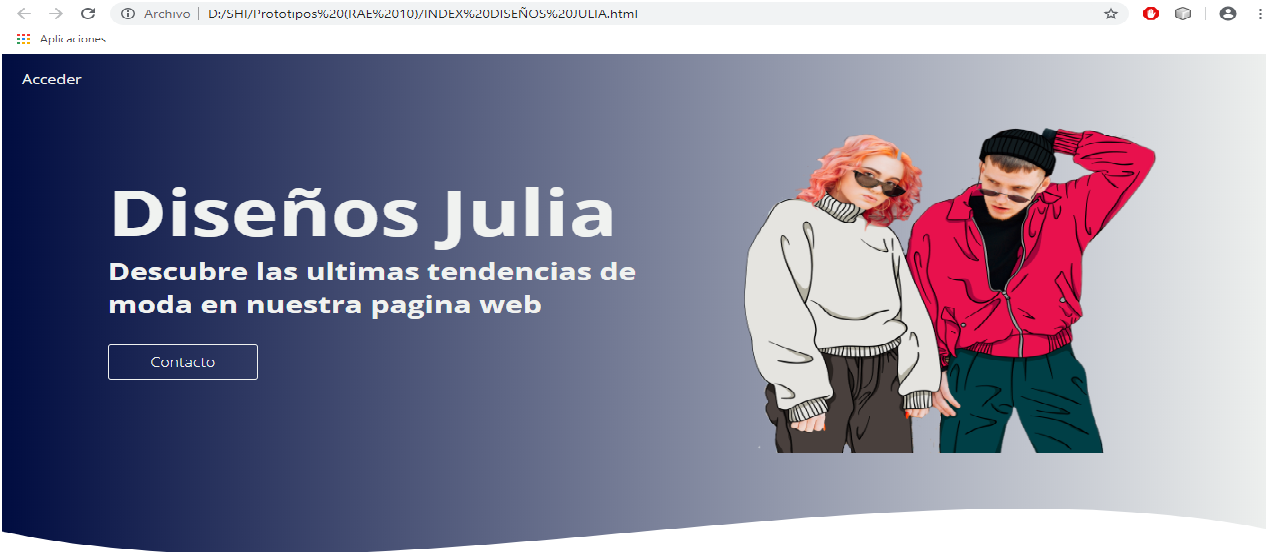 Archivo | D:/SHI/Prototipos%20(RAE%2010)/INDEX%20DISEÑOS%20JULIA.html
Aplicaciones
Acceder
Diseños Julia
Descubre las ultimas tendencias de
moda en nuestra pagina web
Contacto